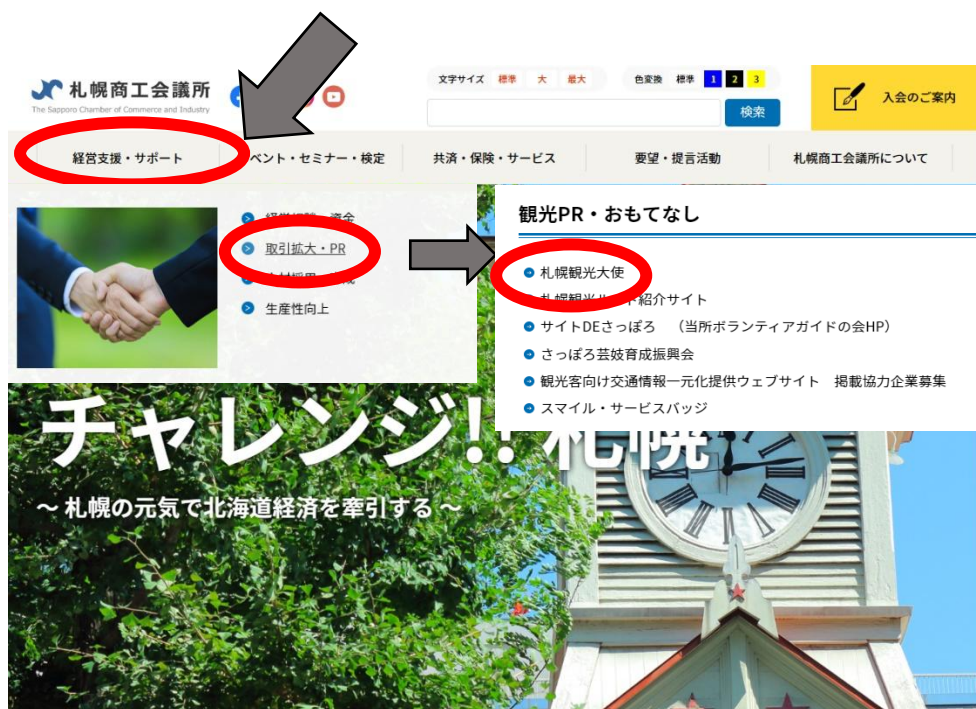 札幌商工会議所
The Sapporo Chamber of Commerce and Industry
文字サイズ 標準 大 最大
色変換 標準 1 2 3
検索
入会のご案内
経営支援・サポート
ベント・セミナー・検定
共済・保険・サービス
要望・提言活動
札幌商工会議所について
取引拡大・PR
生産性向上
観光PR・おもてなし
札幌観光大使
紹介サイト
サイトDEさっぽろ （当所ボランティアガイドの会HP）
さっぽろ芸妓育成振興会
観光客向け交通情報一元化提供ウェブサイト 掲載協力企業募集
スマイル・サービスバッジ
チャレンジ!! 札幌
～ 札幌の元気で北海道経済を牽引する ～